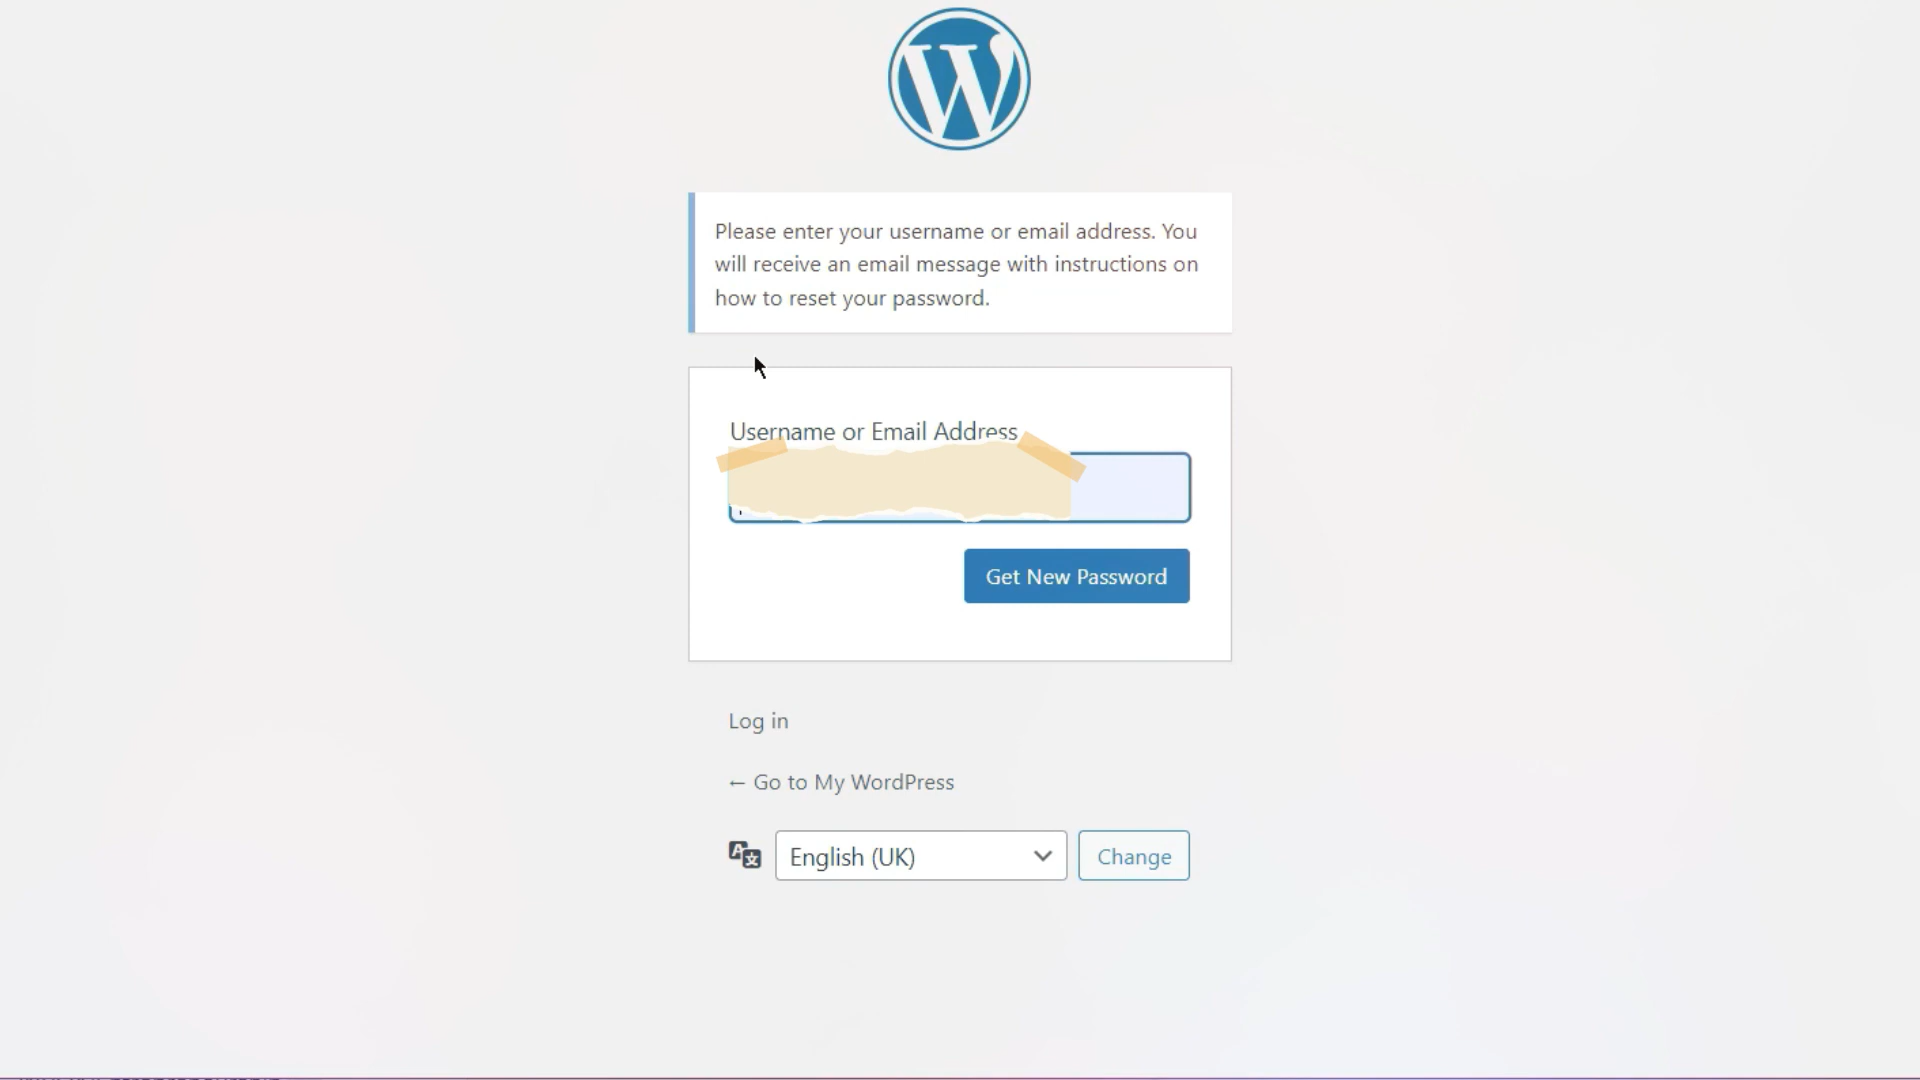 Please enter your username or email address. You
will receive an email message with instructions on
how to reset your password.
Username or Email Address
Get New Password
Log in
← Go to My WordPress
English (UK)
Change